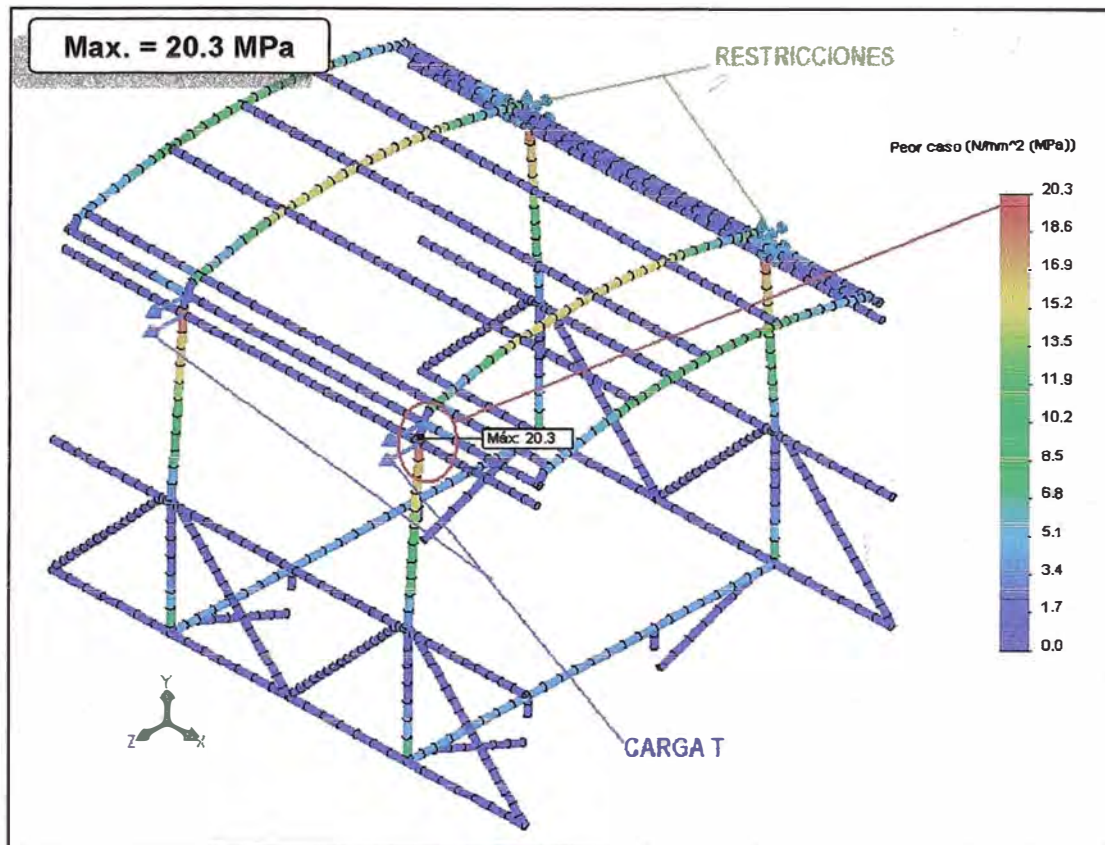 Max. = 20.3 MPa
RESTRICCIONES
Peor caso (N/mm^2 (MPa))
20.3
18.6
16.9
15.2
13.5
11.9
10.2
8.5
6.8
5.1
3.4
1.7
0.0
Máx: 20.3
Y
Z
X
CARGA T